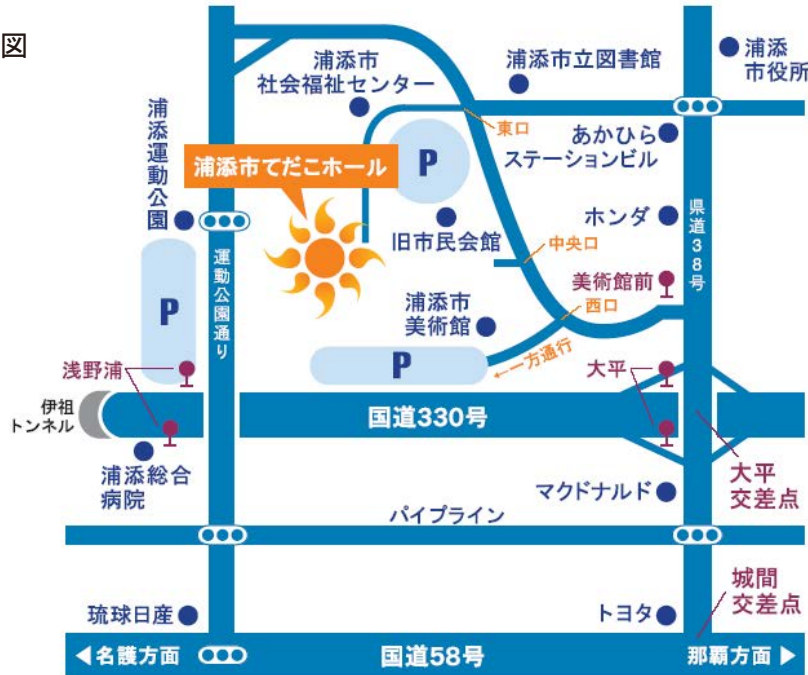 図
浦添市
社会福祉センター
浦添市立図書館
浦添
市役所
浦添運動公園
東口
あかひら
ステーションビル
P
浦添市てだこホール
旧市民会館
ホンダ
県道38号
中央口
運動公園通り
P
美術館前
浦添市
美術館
西口
P
←一方通行
浅野浦
大平
伊祖
トンネル
国道330号
浦添総合
病院
マクドナルド
大平
交差点
パイプライン
城間
交差点
琉球日産
トヨタ
◀名護方面
国道58号
那覇方面▶